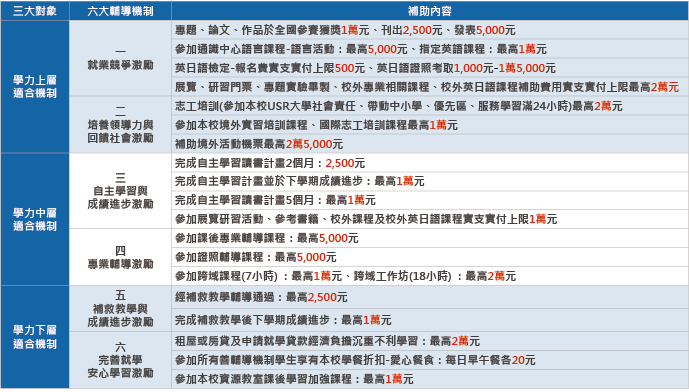 三大對象 六大輔導機制 補助內容
學力上層
適合機制
一
就業競爭激勵
專題、論文、作品於全國參賽獲獎1萬元、刊出2,500元、發表5,000元
參加通識中心語言課程-語言活動：最高5,000元、指定英語課程：最高1萬元
英日語檢定-報名費實支實付上限500元、英日語證照考取1,000元-1萬5,000元
展覽、研習門票、專題實驗畢製、校外專業相關課程、校外英日語課程補助費用實支實付上限最高2萬元
二
培養領導力與
回饋社會激勵
志工培訓(參加本校USR大學社會責任、帶動中小學、優先區、服務學習滿24小時)最高2萬元
參加本校境外實習培訓課程、國際志工培訓課程最高1萬元
補助境外活動機票最高2萬5,000元
學力中層
適合機制
三
自主學習與
成績進步激勵
完成自主學習讀書計畫2個月：2,500元
完成自主學習計畫並於下學期成績進步：最高1萬元
完成自主學習讀書計畫5個月：最高1萬元
參加展覽研習活動、參考書籍、校外課程及校外英日語課程實支實付上限1萬元
四
專業輔導激勵
參加課後專業輔導課程：最高5,000元
參加證照輔導課程：最高5,000元
參加跨域課程(7小時) ：最高1萬元、跨域工作坊(18小時) ：最高2萬元
學力下層
適合機制
五
補救教學與
成績進步激勵
經補救教學輔導通過：最高2,500元
完成補救教學後下學期成績進步：最高1萬元
六
完善就學
安心學習激勵
租屋或房貸及申請就學貸款經濟負擔沉重不利學習：最高2萬元
參加所有善輔導機制學生享有本校學餐折扣-愛心餐食：每日早午餐各20元
參加本校資源教室課後學習加強課程：最高1萬元